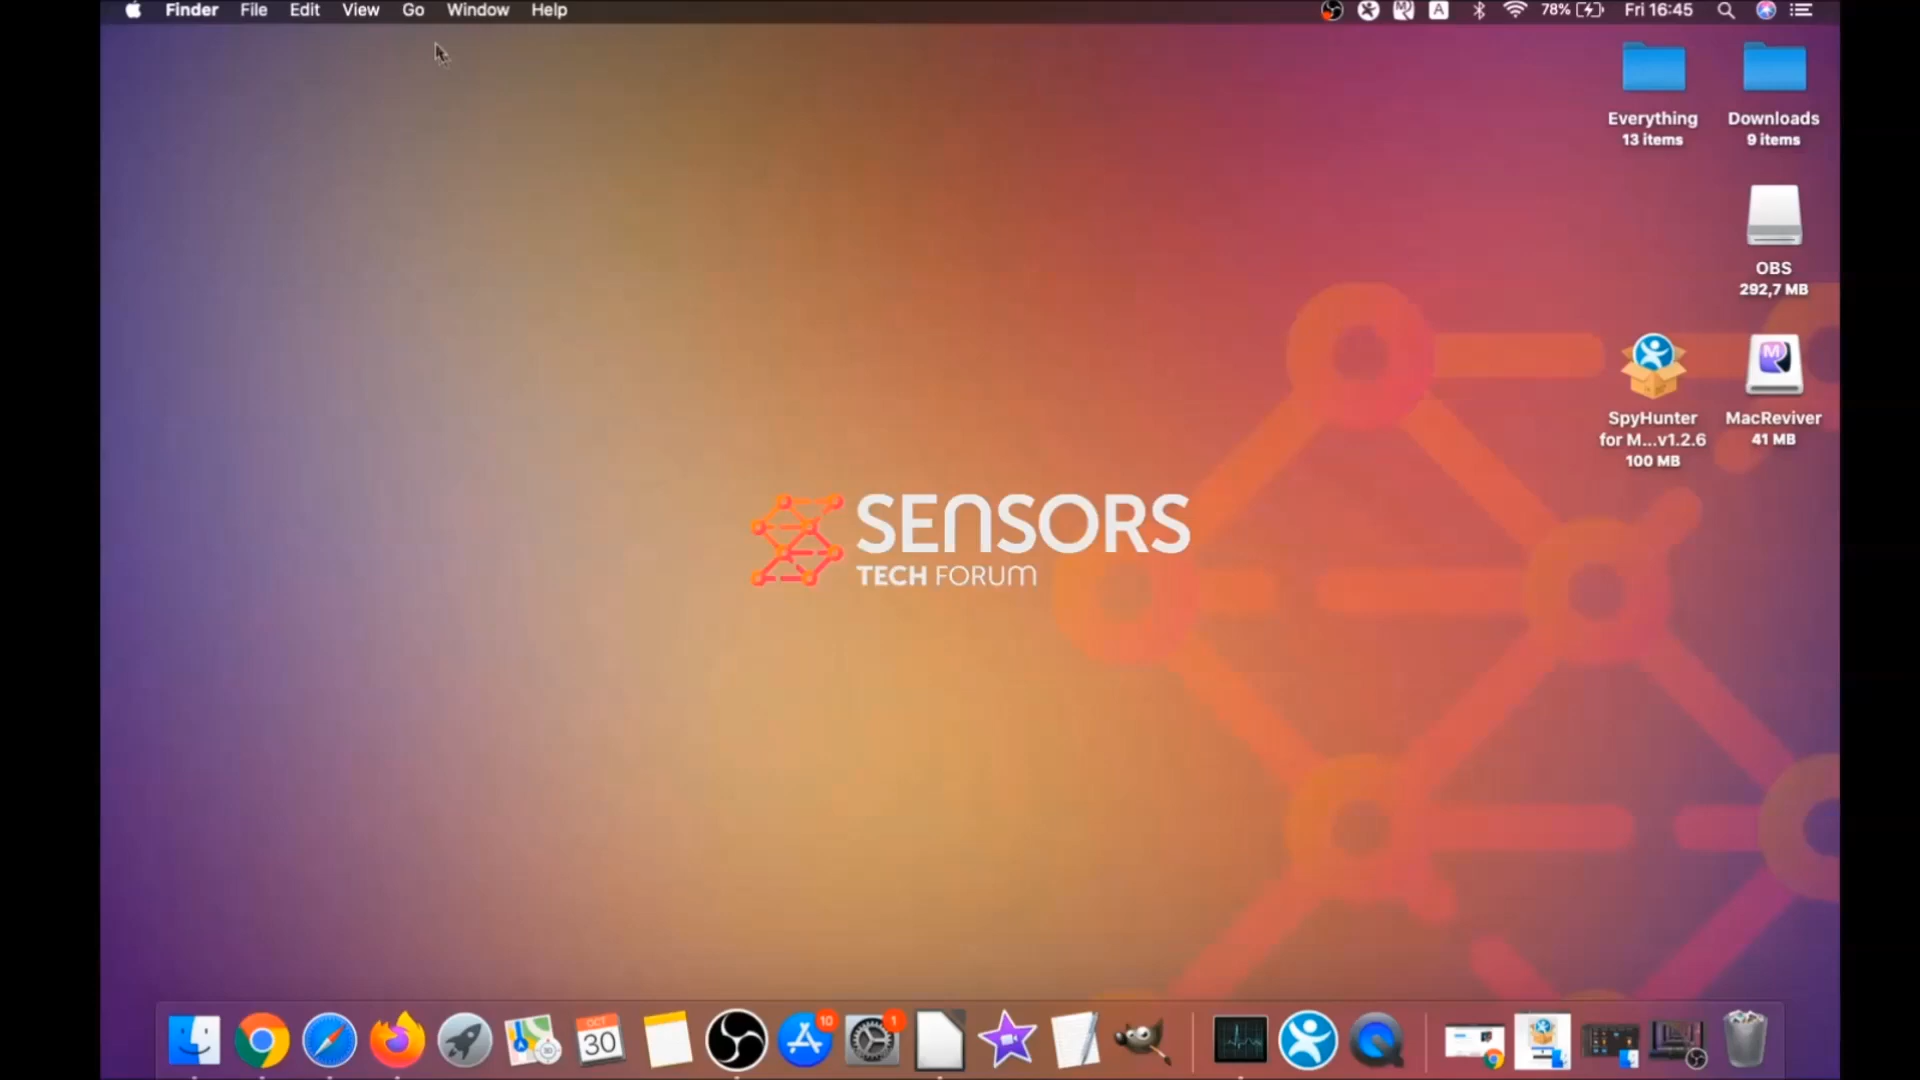 Finder File Edit View Go Window Help
A 78% Fri 16:45
Everything
13 items
Downloads
9 items
OBS
292,7 MB
SpyHunter
for M...v1.2.6
100 MB
MacReviver
41 MB
M
SENSORS
TECH FORUM
OCT
30
10
1